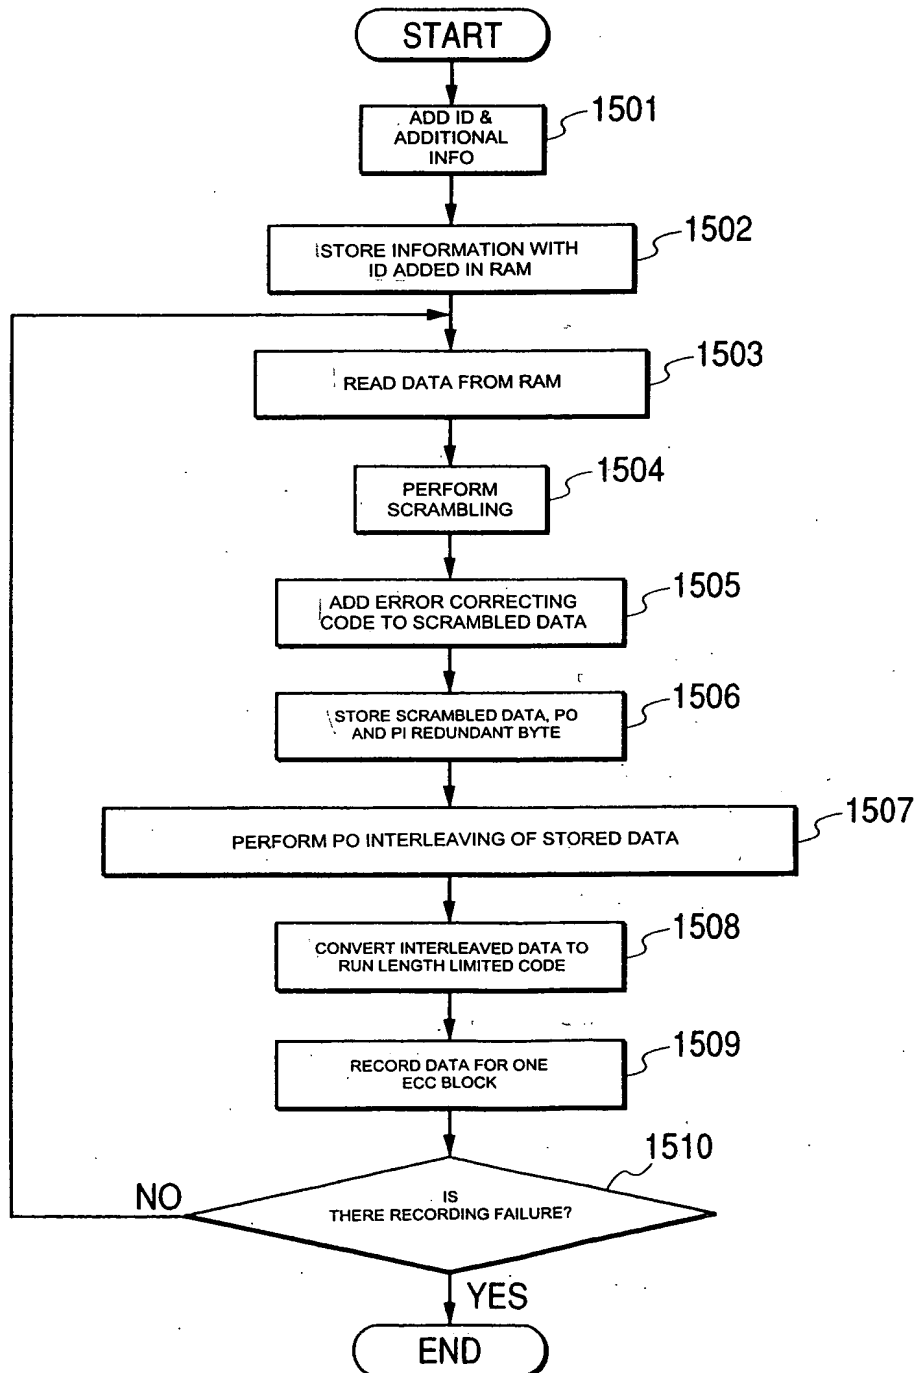 START
1501
ADD ID &
ADDITIONAL
INFO
1502
STORE INFORMATION WITH
ID ADDED IN RAM
1503
READ DATA FROM RAM
1504
PERFORM
SCRAMBLING
1505
ADD ERROR CORRECTING
CODE TO SCRAMBLED DATA
1506
STORE SCRAMBLED DATA, PO
AND PI REDUNDANT BYTE
1507
PERFORM PO INTERLEAVING OF STORED DATA
1508
CONVERT INTERLEAVED DATA TO
RUN LENGTH LIMITED CODE
1509
RECORD DATA FOR ONE
ECC BLOCK
1510
IS
THERE RECORDING FAILURE?
NO
YES
END